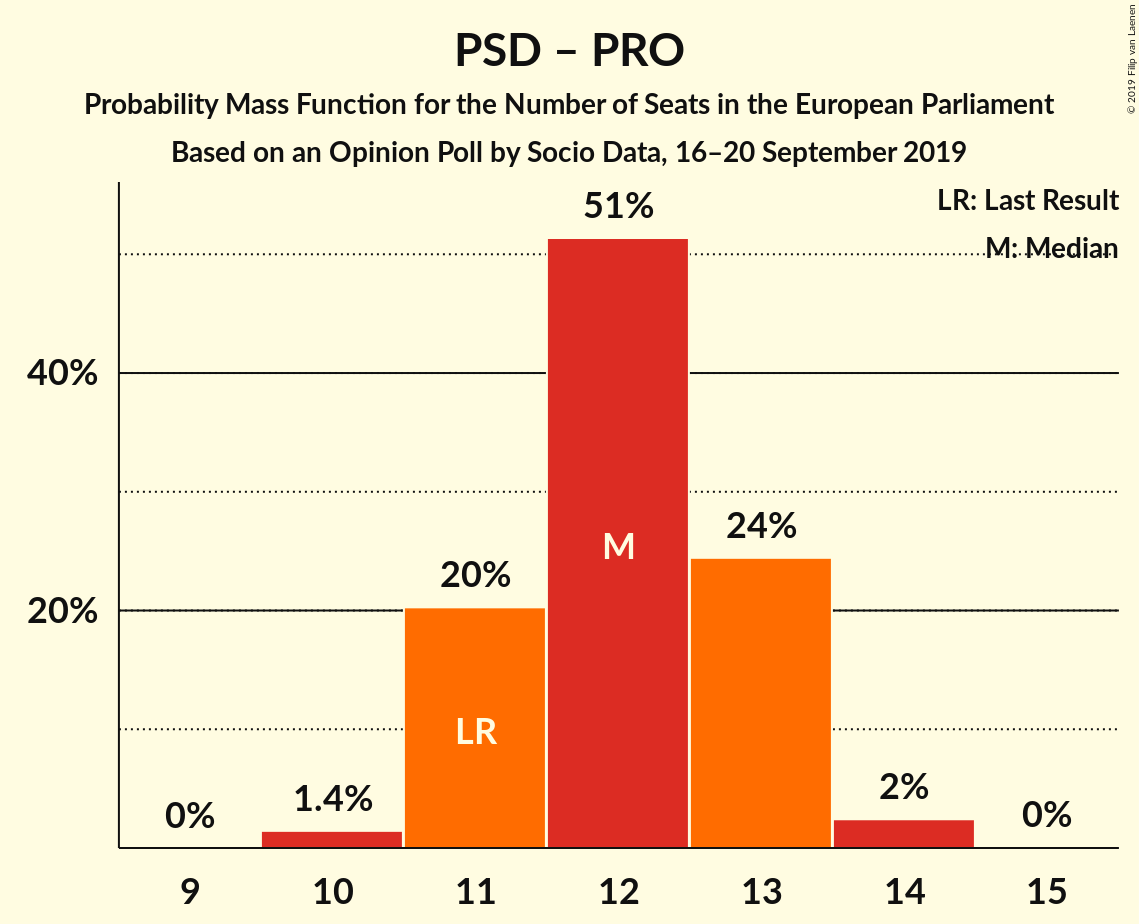 PSD – PRO
Probability Mass Function for the Number of Seats in the European Parliament
Based on an Opinion Poll by Socio Data, 16–20 September 2019
© 2019 Filip van Laenen
LR: Last Result
M: Median
40%
20%
0%
1.4%
20%
51%
24%
2%
0%
LR
M
9 10 11 12 13 14 15